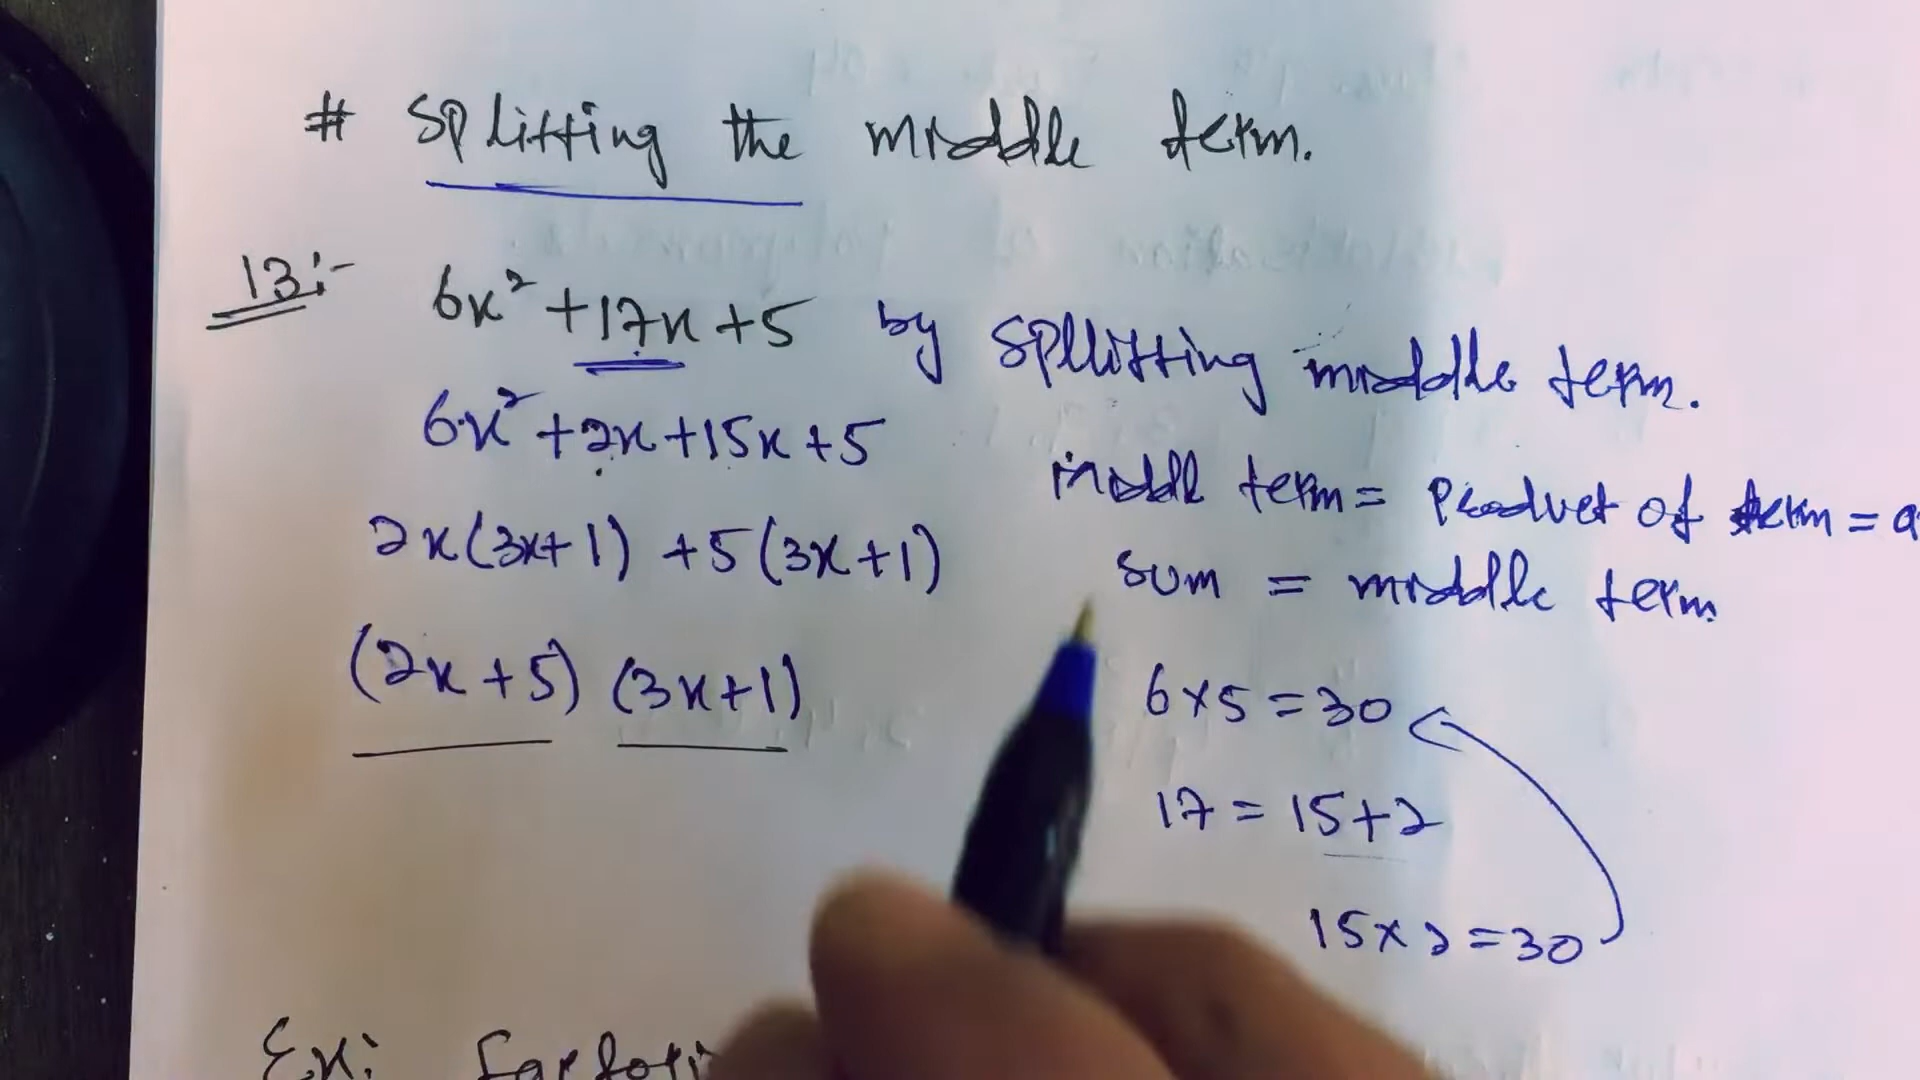 # Splitting the middle term.
13:- 6x² + 17x + 5 by Spllitting middle term.
6x² + 2x + 15x + 5
middl term = Product of term =
2x(3x+1) + 5(3x+1)
sum = middle term
(2x+5) (3x+1)
6×5 = 30
17 = 15+2
15×2 = 30
Ex: